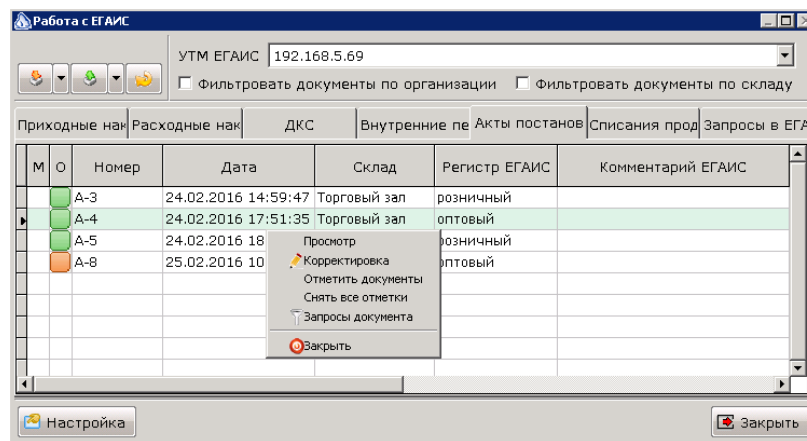 Работа с ЕГАИС
УТМ ЕГАИС 192.168.5.69
Фильтровать документы по организации Фильтровать документы по складу
Приходные нак Расходные нак ДКС Внутренние пе Акты постанов Списания прод Запросы в ЕГА
М О Номер Дата Склад Регистр ЕГАИС Комментарий ЕГАИС
А-3 24.02.2016 14:59:47 Торговый зал розничный
А-4 24.02.2016 17:51:35 Торговый зал оптовый
А-5 24.02.2016 18 розничный
А-8 25.02.2016 10 оптовый
Просмотр
Корректировка
Отметить документы
Снять все отметки
Запросы документа
Закрыть
Настройка Закрыть